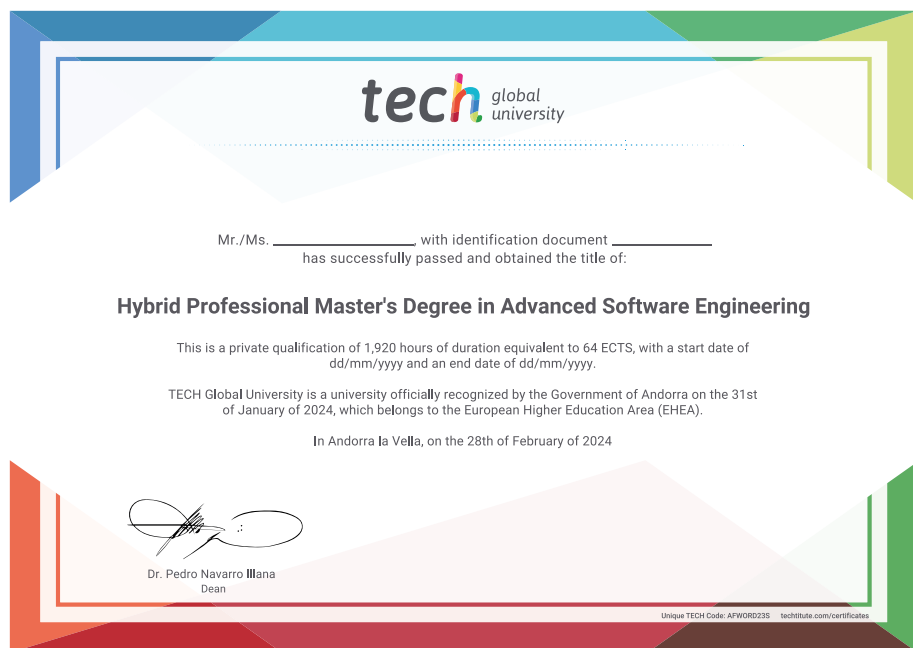 tech global university
Mr./Ms. ____________________, with identification document ______________
has successfully passed and obtained the title of:
Hybrid Professional Master's Degree in Advanced Software Engineering
This is a private qualification of 1,920 hours of duration equivalent to 64 ECTS, with a start date of
dd/mm/yyyy and an end date of dd/mm/yyyy.
TECH Global University is a university officially recognized by the Government of Andorra on the 31st
of January of 2024, which belongs to the European Higher Education Area (EHEA).
In Andorra la Vella, on the 28th of February of 2024
Dr. Pedro Navarro Illana
Dean
Unique TECH Code: AFWORD23S techtitute.com/certificates